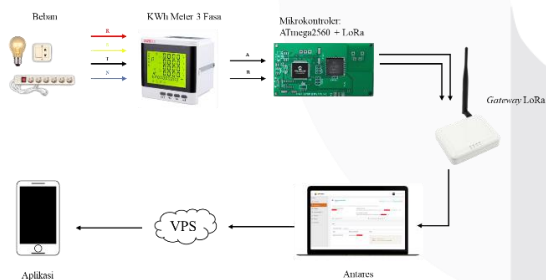 Beban
KWh Meter 3 Fasa
Mikrokontroler:
ATmega2560 + LoRa
R
T
N
A
B
Gateway LoRa
VPS
Aplikasi
Antares